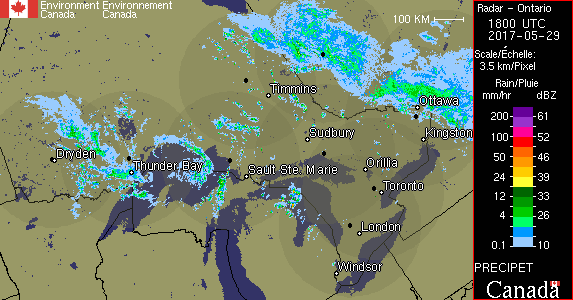 Environment Environnement
Canada Canada
100 KM
Radar - Ontario
1800 UTC
2017-05-29
Scale/Échelle:
3.5 km/Pixel
Rain/Pluie
mm/hr dBZ
200 61
100 52
50 46
24 39
12 33
4 26
0.1 10
PRECIPET
Canada
Timmins
Ottawa
Sudbury
Kingston
Dryden
Thunder Bay
Sault Ste. Marie
Orillia
Toronto
London
Windsor